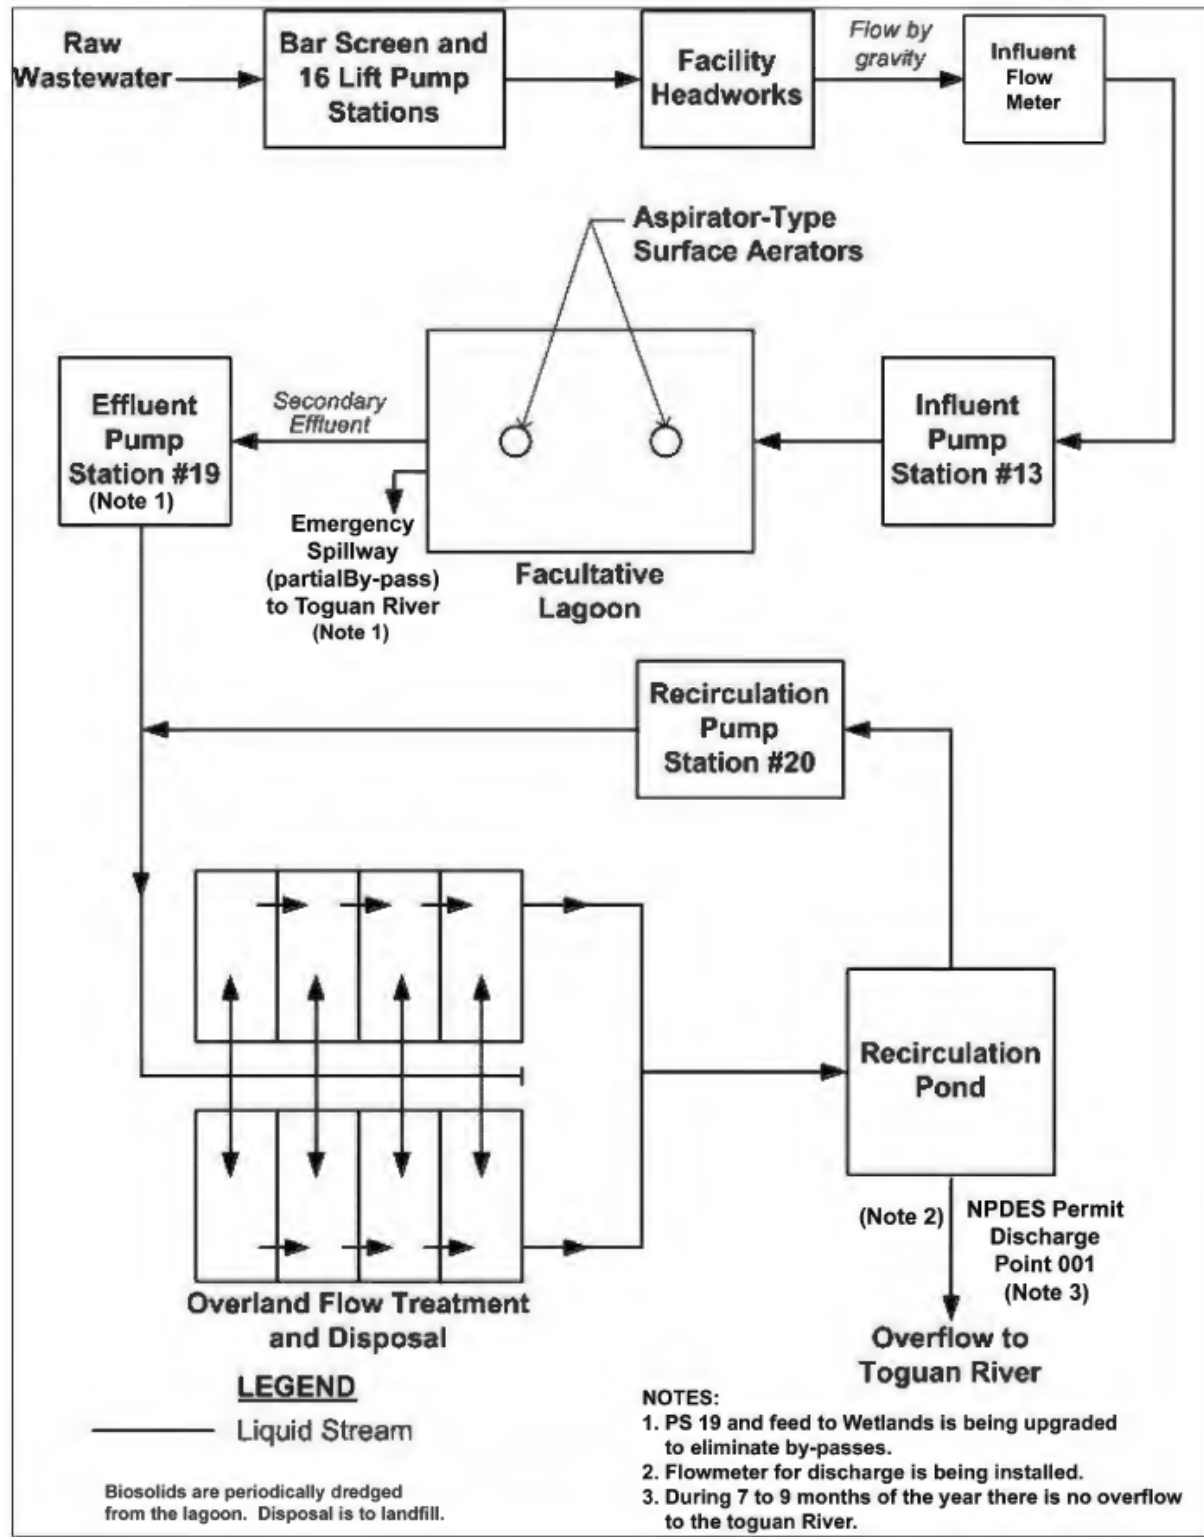 Raw
Wastewater
Bar Screen and
16 Lift Pump
Stations
Facility
Headworks
Flow by
gravity
Influent
Flow
Meter
Aspirator-Type
Surface Aerators
Effluent
Pump
Station #19
(Note 1)
Secondary
Effluent
Influent
Pump
Station #13
Emergency
Spillway
(partialBy-pass)
to Toguan River
(Note 1)
Facultative
Lagoon
Recirculation
Pump
Station #20
Recirculation
Pond
(Note 2)
NPDES Permit
Discharge
Point 001
(Note 3)
Overland Flow Treatment
and Disposal
Overflow to
Toguan River
LEGEND
Liquid Stream
Biosolids are periodically dredged
from the lagoon. Disposal is to landfill.
NOTES:
1. PS 19 and feed to Wetlands is being upgraded
to eliminate by-passes.
2. Flowmeter for discharge is being installed.
3. During 7 to 9 months of the year there is no overflow
to the toguan River.